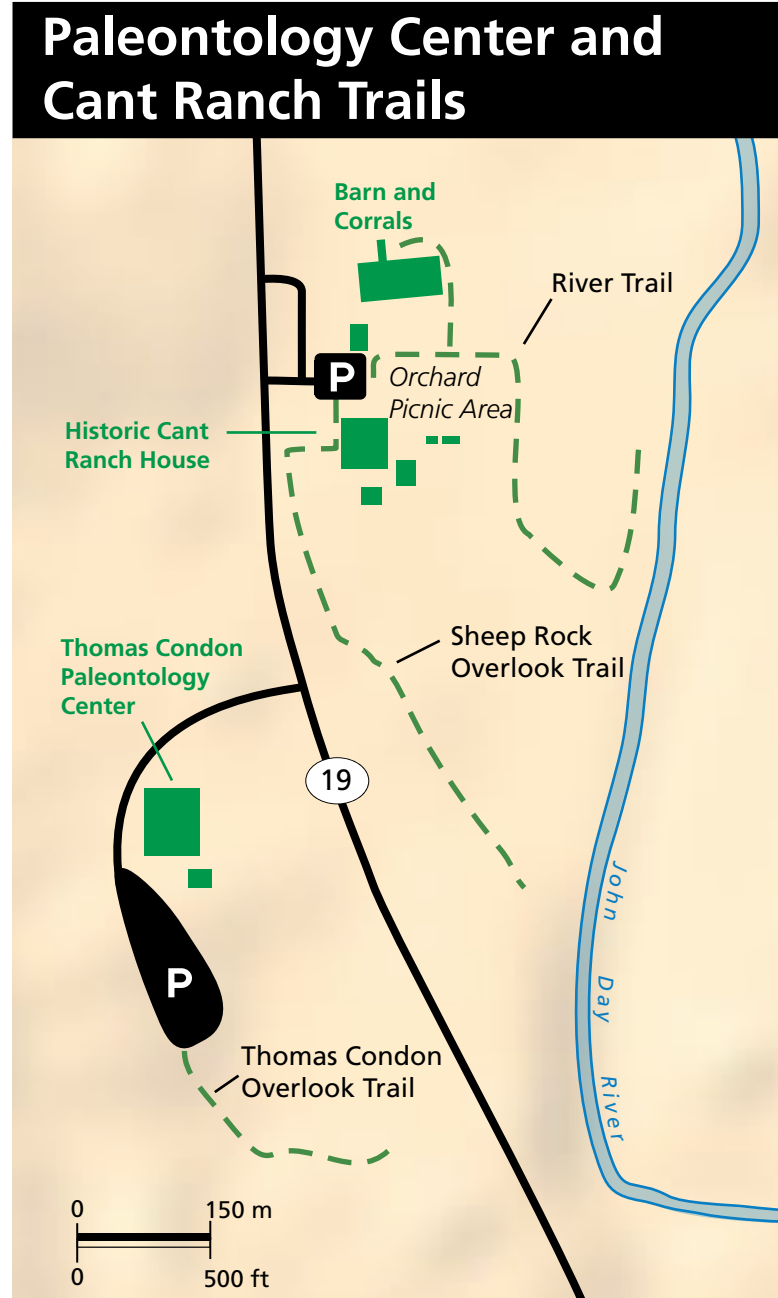 Paleontology Center and
Cant Ranch Trails
Barn and
Corrals
River Trail
P
Orchard
Picnic Area
Historic Cant
Ranch House
Sheep Rock
Overlook Trail
Thomas Condon
Paleontology
Center
19
John Day River
P
Thomas Condon
Overlook Trail
0 150 m
0 500 ft